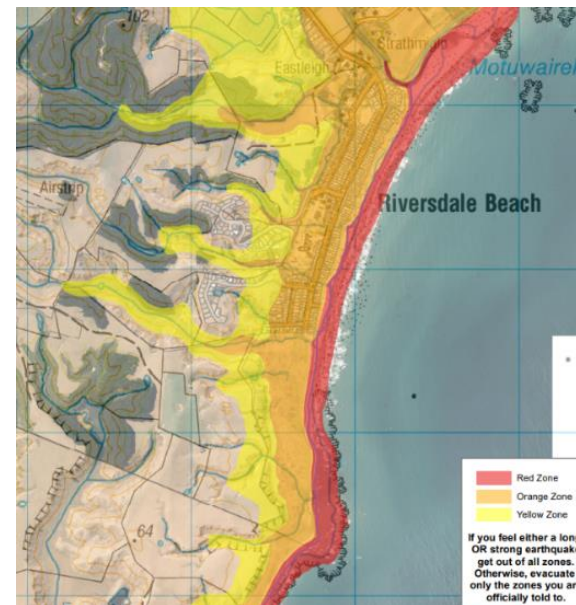 102
Strathmore
Eastleigh
Motuwaireka
Airstrip
Riversdale Beach
64
Red Zone
Orange Zone
Yellow Zone
If you feel either a long
OR strong earthquake
get out of all zones.
Otherwise, evacuate
only the zones you are
officially told to.